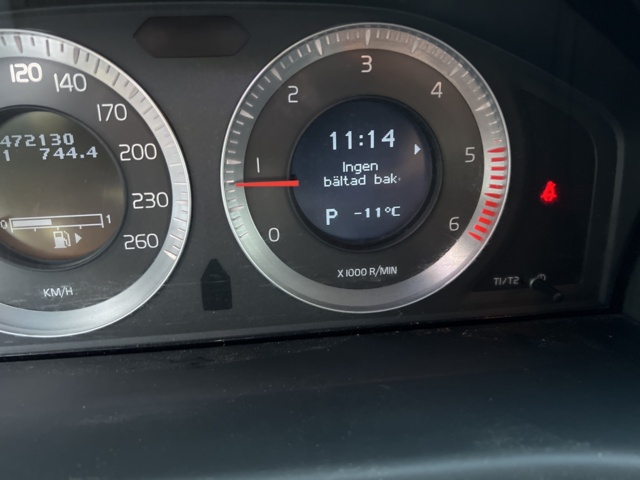 120
140
170
200
230
260
472130
1 744.4
0 1
KM/H
0
1
2
3
4
5
6
11:14
Ingen
bältad bak
P -11°C
X 1000 R/MIN
T1/T2